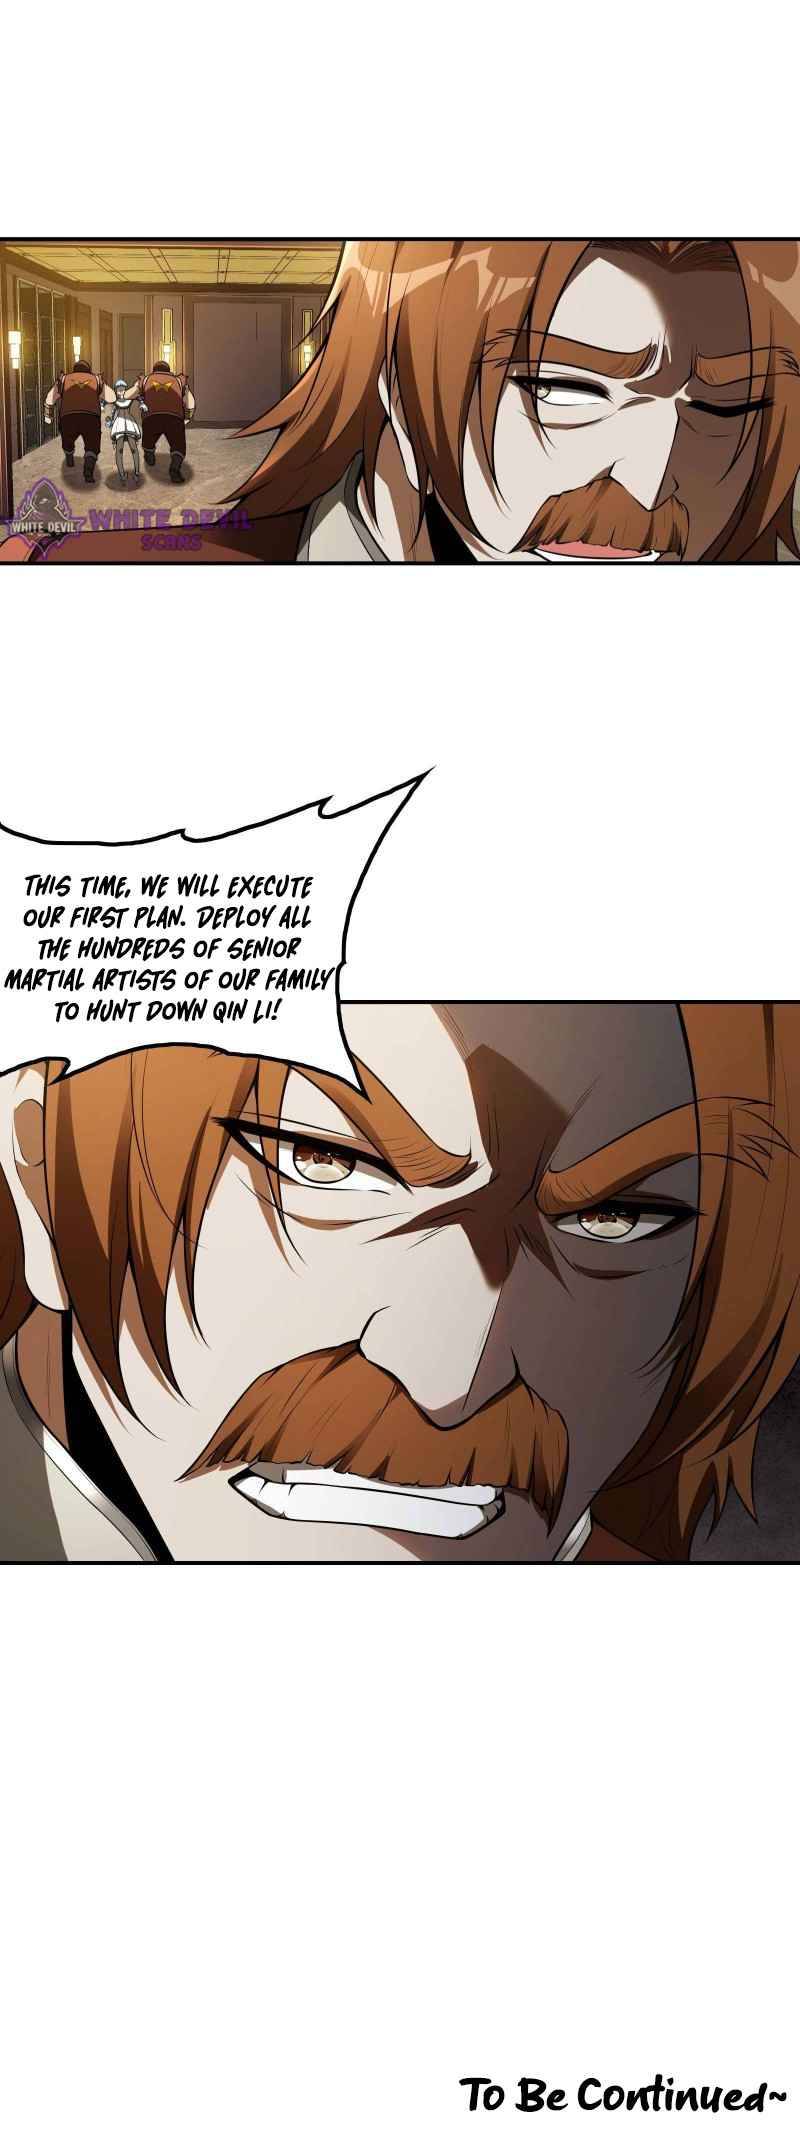 WHITE DEVIL
WHITE DEVIL
SCANS
THIS TIME, WE WILL EXECUTE
OUR FIRST PLAN. DEPLOY ALL
THE HUNDREDS OF SENIOR
MARTIAL ARTISTS OF OUR FAMILY
TO HUNT DOWN QIN LI!
To Be Continued~